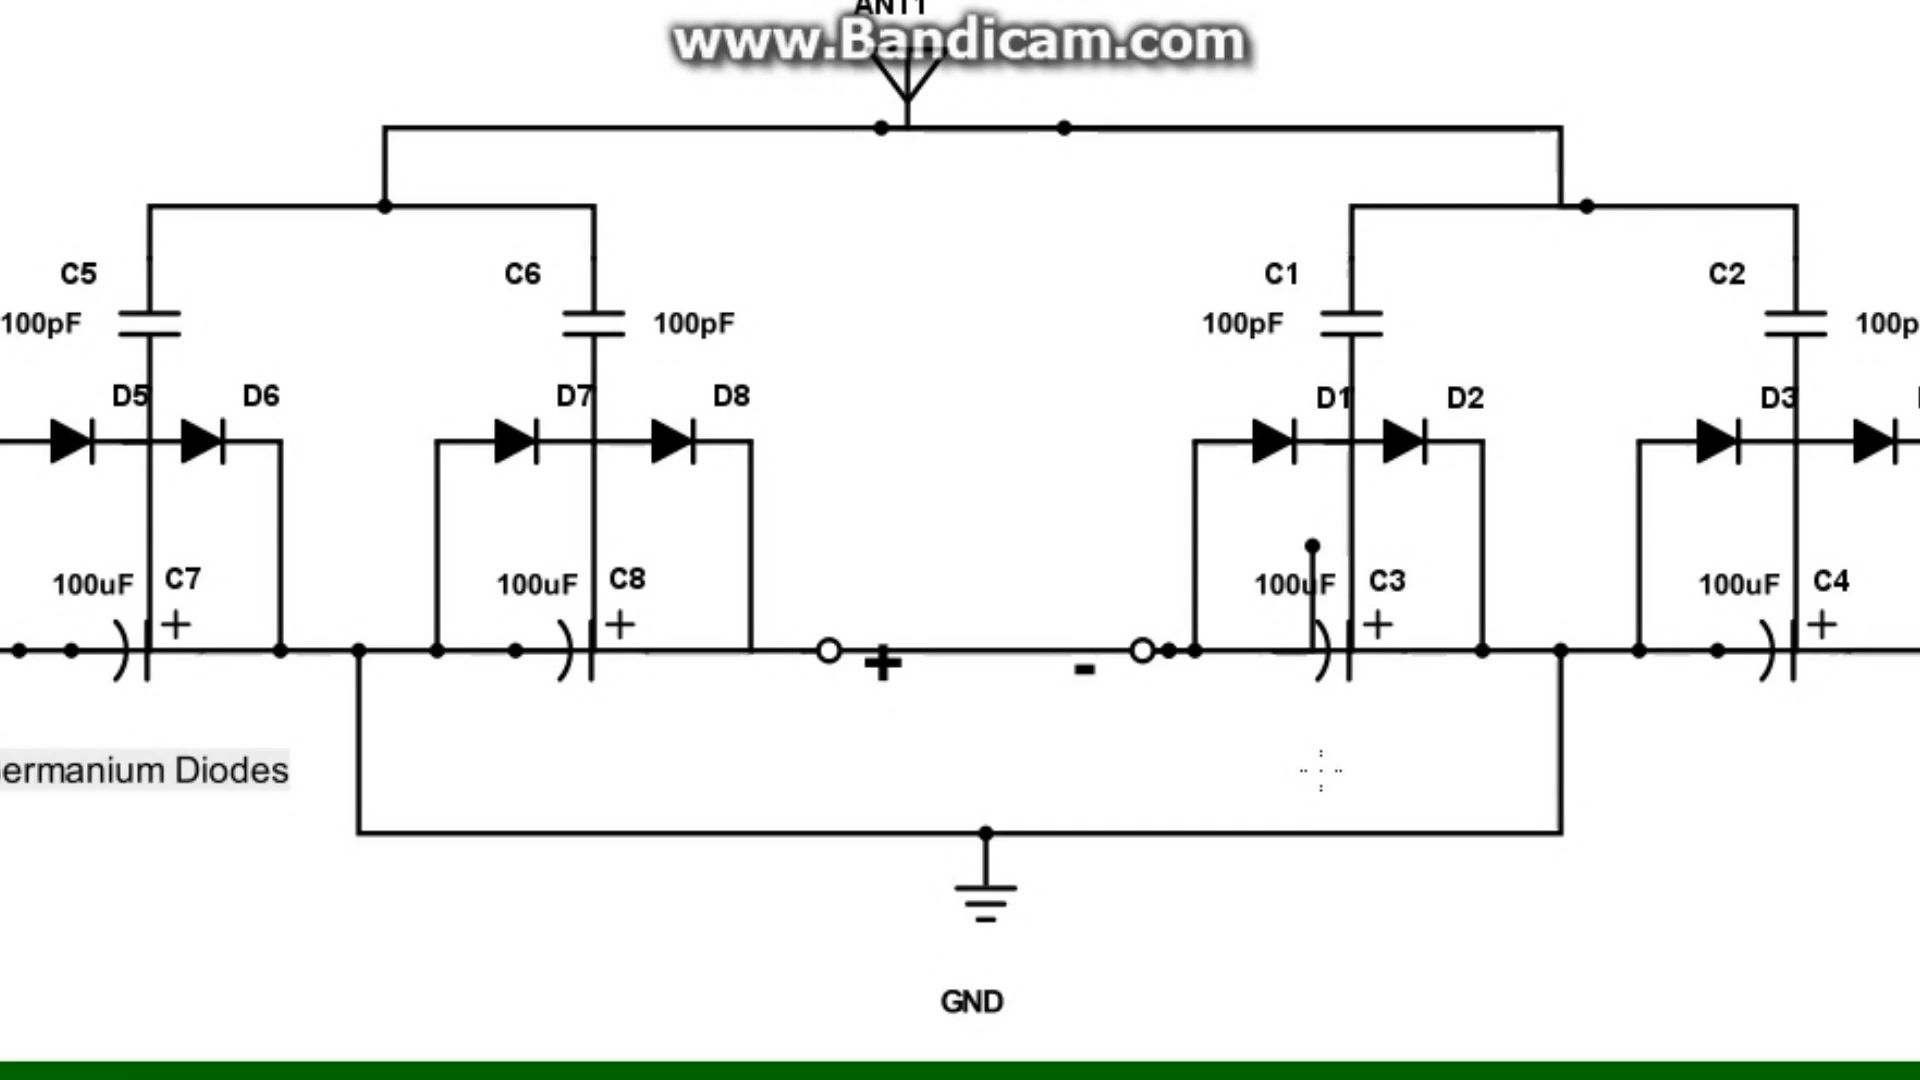 ANT1
www.Bandicam.com
C5
C6
C1
C2
100pF
100pF
100pF
100p
D5
D6
D7
D8
D1
D2
D3
100uF
C7
100uF
C8
100uF
C3
100uF
C4
+
+
+
+
+
-
ermanium Diodes
GND